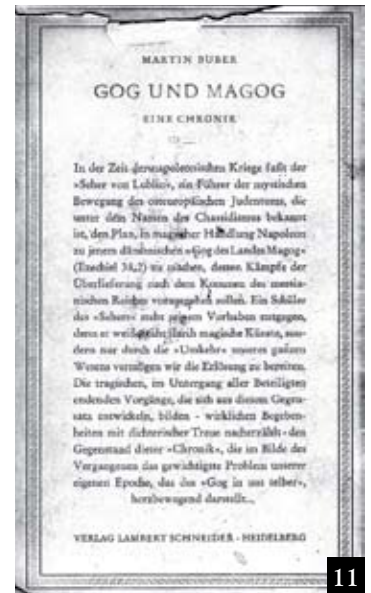 MARTIN BUBER
GOG UND MAGOG
EINE CHRONIK
In der Zeit der napoleonischen Kriege faßt der
»Seher von Lublin«, ein Führer der mystischen
Bewegung des osteuropäischen Judentums, die
unter dem Namen des Chassidismus bekannt
ist, den Plan, in magischer Handlung Napoleon
zu jenem dämonischen »Gog des Landes Magog«
(Ezechiel 38,2) zu machen, dessen Kämpfe der
Überlieferung nach dem Kommen des messia-
nischen Reiches vorausgehen sollen. Ein Schüler
des »Sehers« steht seinem Vorhaben entgegen,
denn er weiß, nicht durch magische Künste, son-
dern nur durch die »Umkehr« unseres ganzen
Wesens vermögen wir die Erlösung zu bereiten.
Die tragischen, im Untergang aller Beteiligten
endenden Vorgänge, die sich aus diesem Gegen-
satz entwickeln, bilden - wirklichen Begeben-
heiten mit dichterischer Treue nacherzählt - den
Gegenstand dieser »Chronik«, die im Bilde des
Vergangenen das gewichtigste Problem unserer
eigenen Epoche, das des »Gog in uns selber«,
herzbewegend darstellt...
VERLAG LAMBERT SCHNEIDER · HEIDELBERG
11